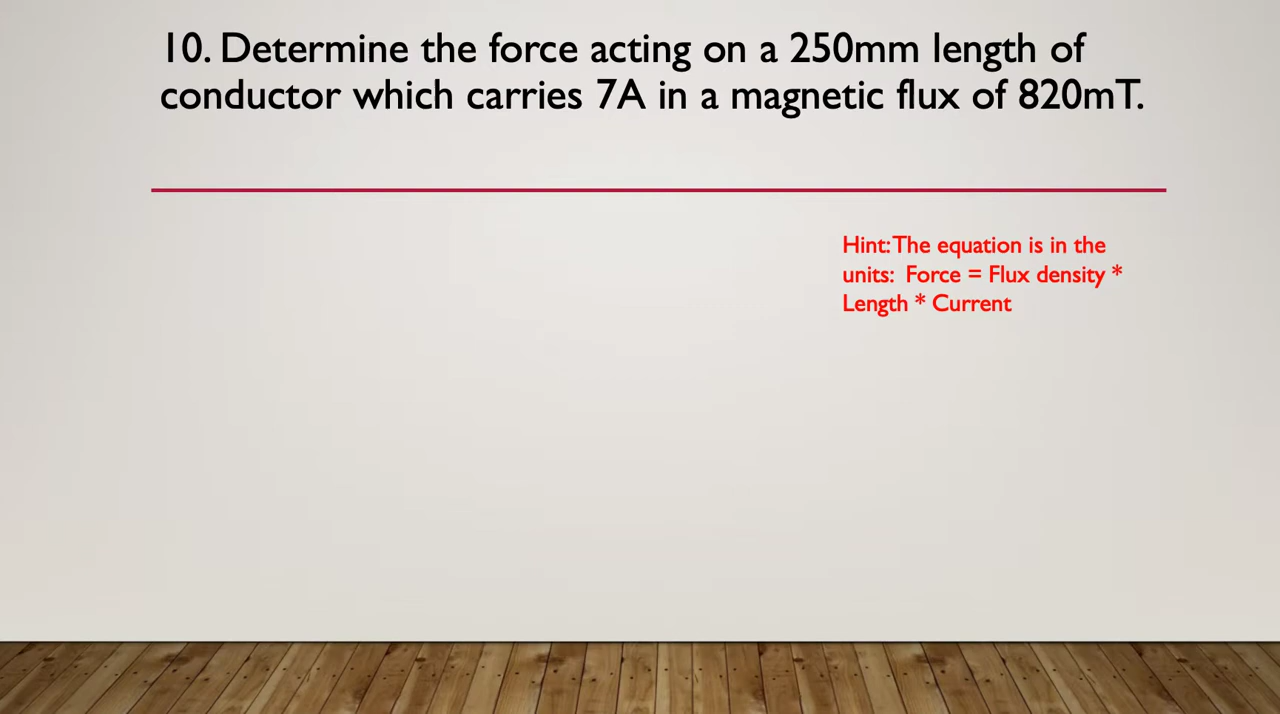 10. Determine the force acting on a 250mm length of
conductor which carries 7A in a magnetic flux of 820mT.
Hint: The equation is in the
units: Force = Flux density *
Length * Current